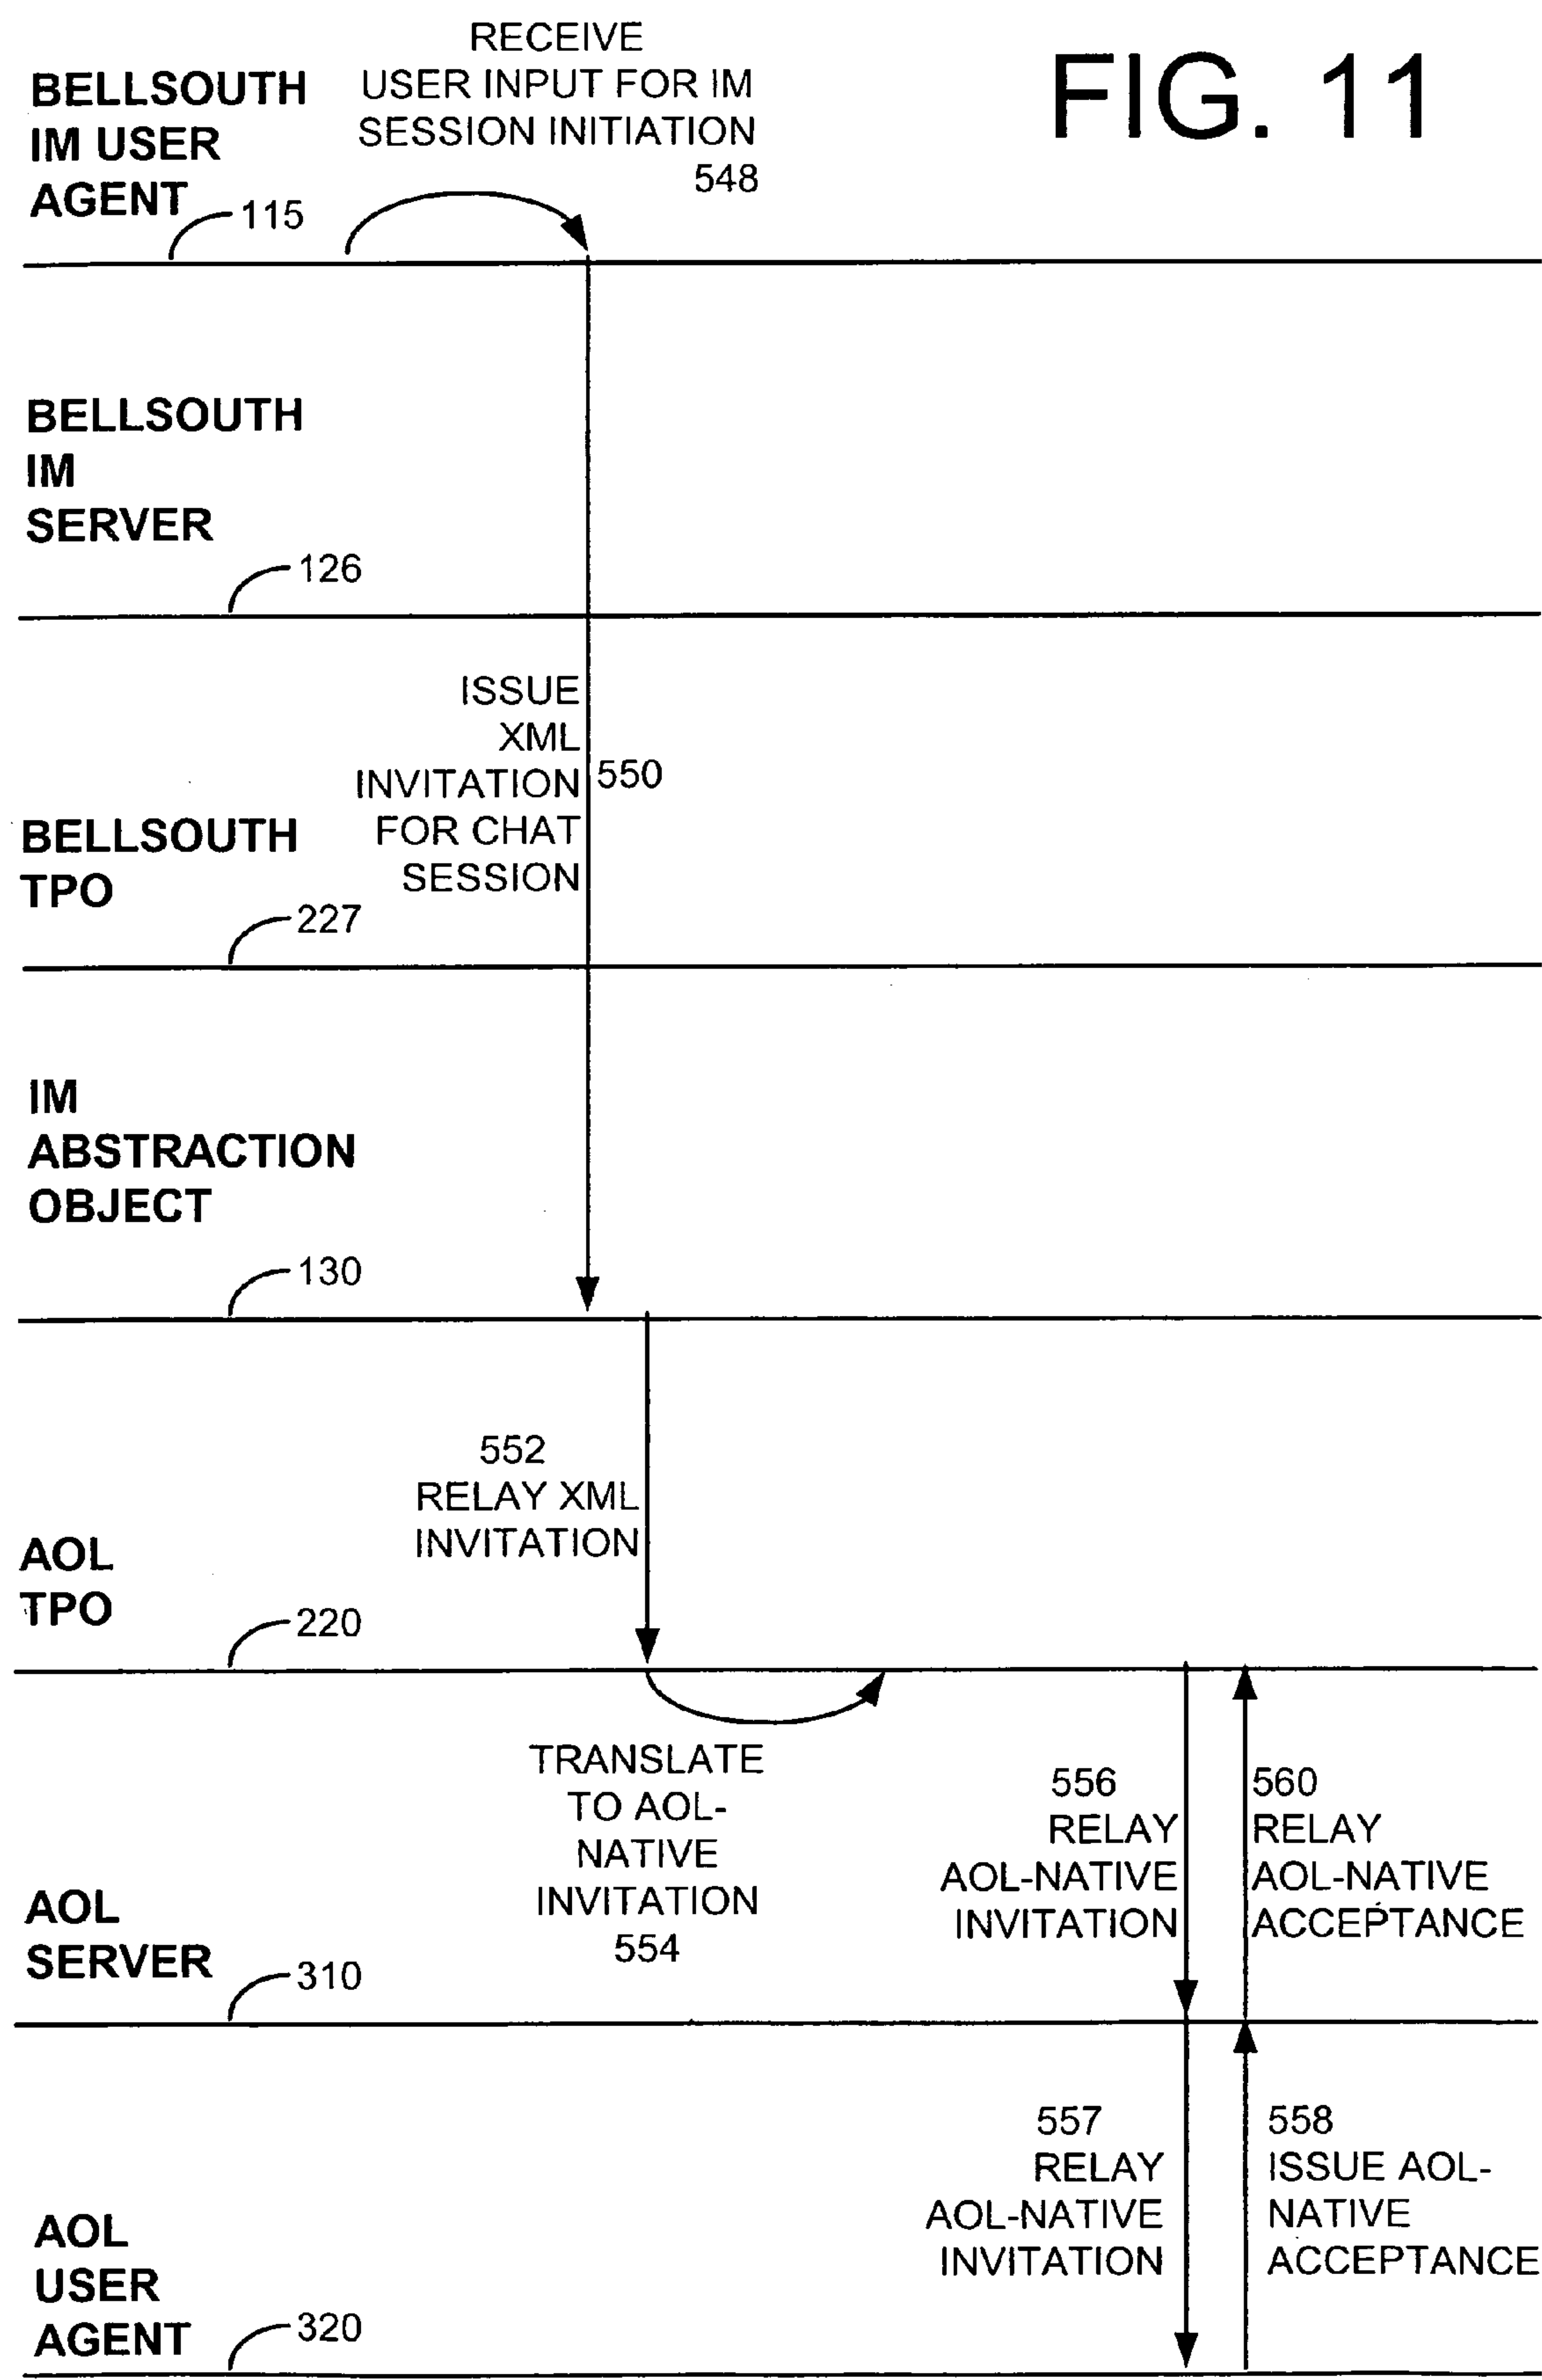 RECEIVE
USER INPUT FOR IM
SESSION INITIATION
548
FIG. 11
BELLSOUTH
IM USER
AGENT
115
BELLSOUTH
IM
SERVER
126
ISSUE
XML
INVITATION
FOR CHAT
SESSION
550
BELLSOUTH
TPO
227
IM
ABSTRACTION
OBJECT
130
552
RELAY XML
INVITATION
AOL
TPO
220
TRANSLATE
TO AOL-
NATIVE
INVITATION
554
556
RELAY
AOL-NATIVE
INVITATION
560
RELAY
AOL-NATIVE
ACCEPTANCE
AOL
SERVER
310
557
RELAY
AOL-NATIVE
INVITATION
558
ISSUE AOL-
NATIVE
ACCEPTANCE
AOL
USER
AGENT
320